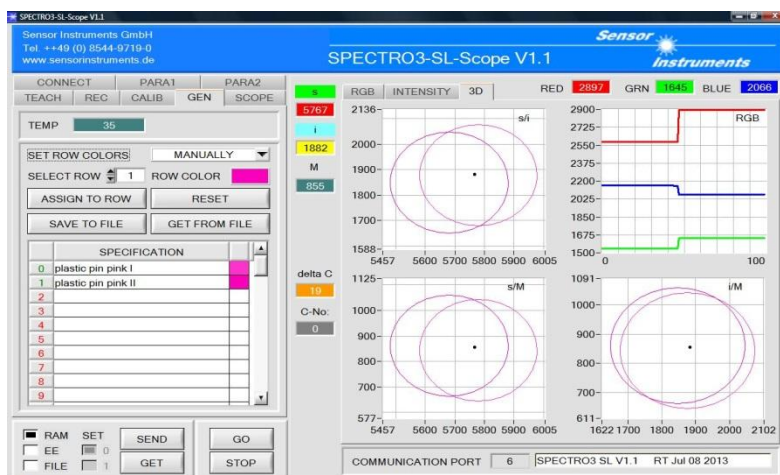 SPECTRO3-SL-Scope V1.1
Sensor Instruments GmbH
Tel. ++49 (0) 8544-9719-0
www.sensorinstruments.de
SPECTRO3-SL-Scope V1.1
Sensor
Instruments
CONNECT PARA1 PARA2
TEACH REC CALIB GEN SCOPE
TEMP 35
SET ROW COLORS MANUALLY
SELECT ROW 1 ROW COLOR
ASSIGN TO ROW RESET
SAVE TO FILE GET FROM FILE
SPECIFICATION
0 plastic pin pink I
1 plastic pin pink II
2
3
4
5
6
7
8
9
RAM SET
EE 0
FILE 1
SEND
GET
GO
STOP
s
5767
i
1882
M
855
delta C
19
C-No:
0
RGB INTENSITY 3D
RED 2897 GRN 1645 BLUE 2066
s/i
2136
2000
1900
1800
1700
1588
5457 5600 5700 5800 5900 6005
RGB
2900
2725
2550
2375
2200
2025
1850
1675
1500
0 100
s/M
1125
1000
900
800
700
577
5457 5600 5700 5800 5900 6005
i/M
1091
1000
900
800
700
611
1622 1700 1800 1900 2000 2102
COMMUNICATION PORT 6 SPECTRO3 SL V1.1 RT Jul 08 2013